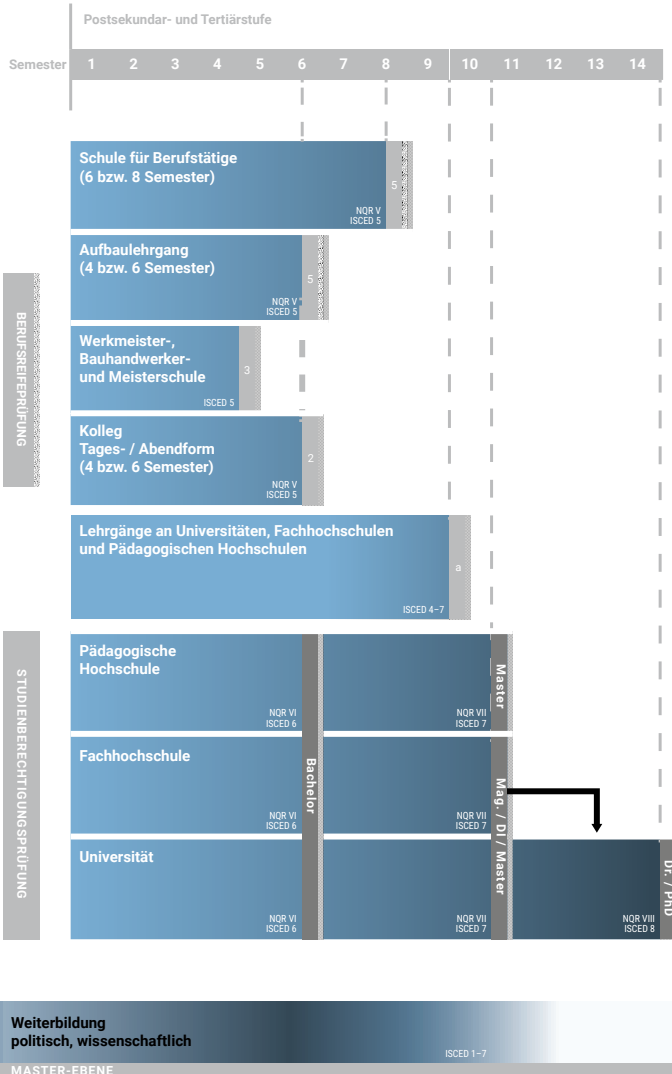 Postsekundar- und Tertiärstufe
Semester 1 2 3 4 5 6 7 8 9 10 11 12 13 14
Schule für Berufstätige
(6 bzw. 8 Semester)
5
NQR V
ISCED 5
Aufbaulehrgang
(4 bzw. 6 Semester)
5
NQR V
ISCED 5
BERUFSREIFEPRÜFUNG
Werkmeister-,
Bauhandwerker-
und Meisterschule
3
ISCED 5
Kolleg
Tages- / Abendform
(4 bzw. 6 Semester)
2
NQR V
ISCED 5
Lehrgänge an Universitäten, Fachhochschulen
und Pädagogischen Hochschulen
a
ISCED 4–7
STUDIENBERECHTIGUNGSPRÜFUNG
Pädagogische
Hochschule
NQR VI
ISCED 6
NQR VII
ISCED 7
Master
Fachhochschule
NQR VI
ISCED 6
Bachelor
NQR VII
ISCED 7
Mag. / DI / Master
Universität
NQR VI
ISCED 6
NQR VII
ISCED 7
NQR VIII
ISCED 8
Dr. / PhD
Weiterbildung
politisch, wissenschaftlich
ISCED 1–7
MASTER-EBENE